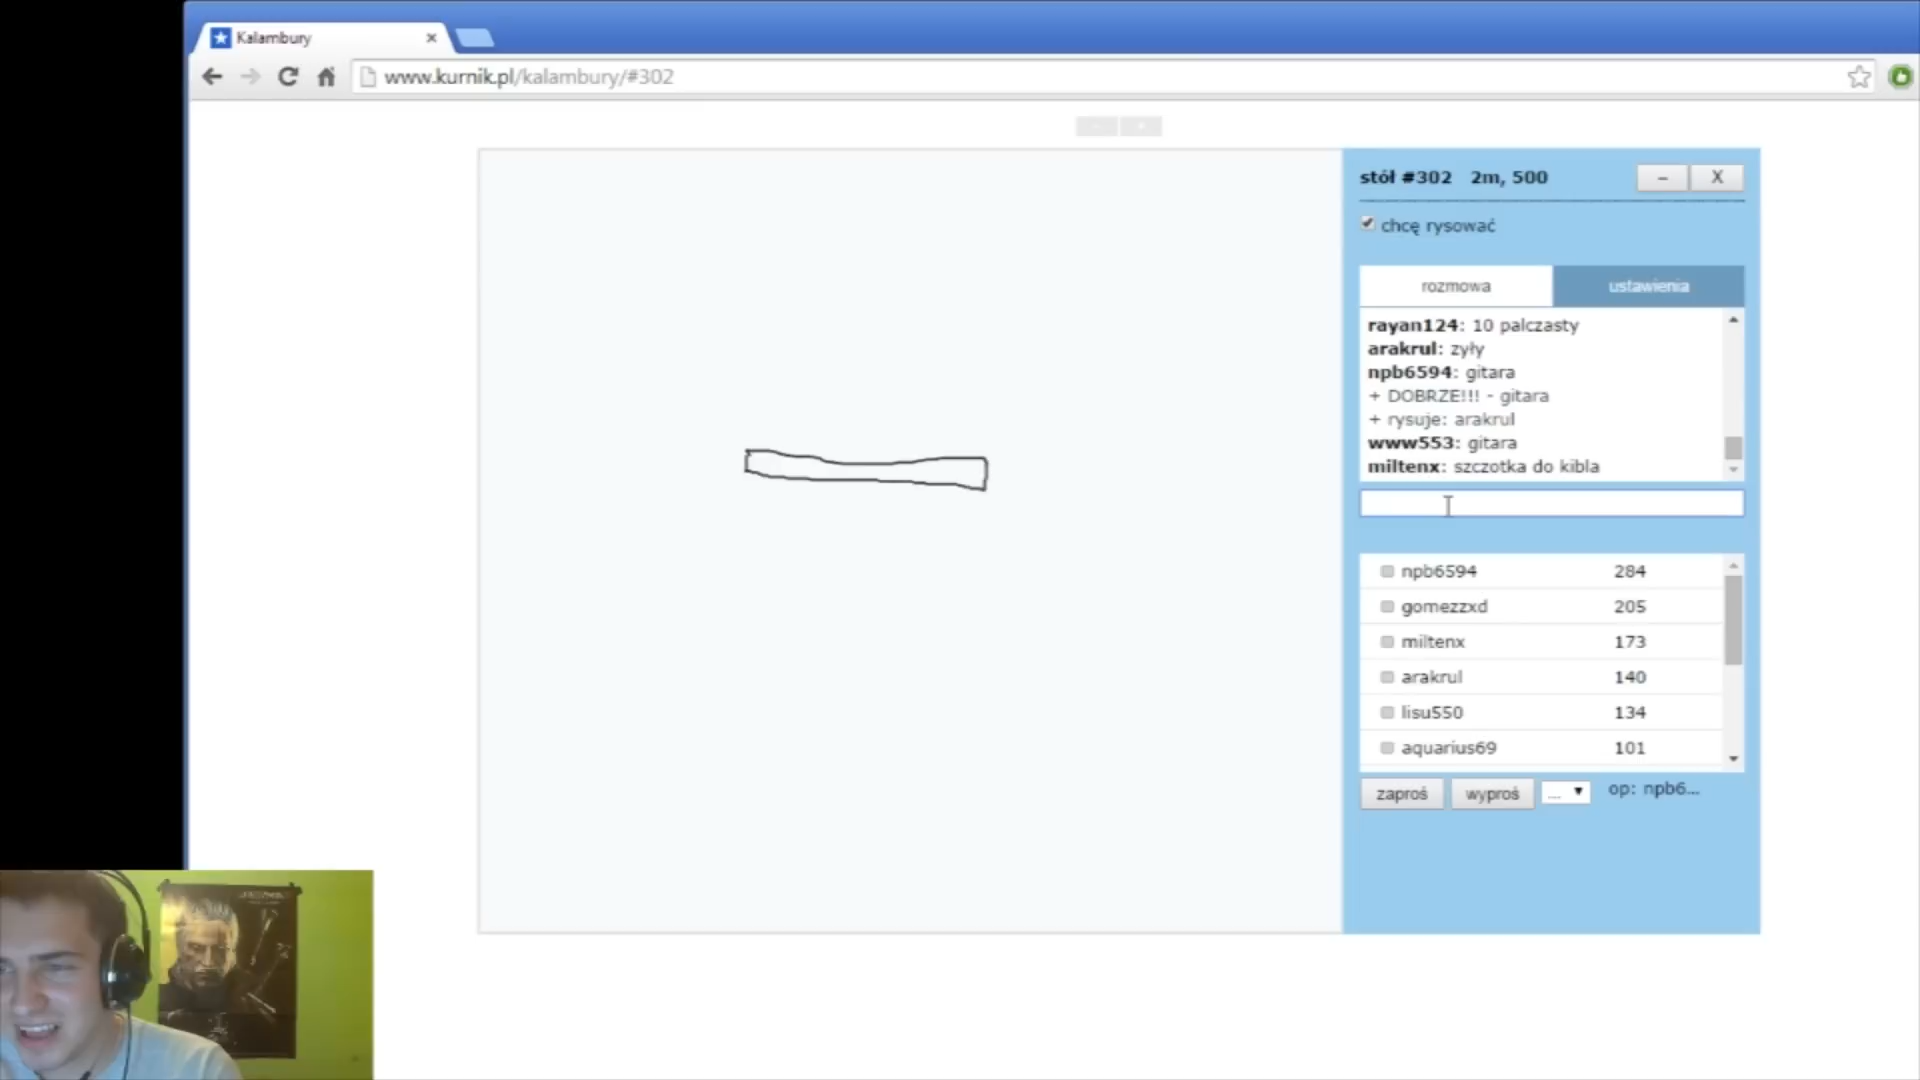 Kalambury
www.kurnik.pl/kalambury/#302
stół #302 2m, 500
– X
chcę rysować
rozmowa ustawienia
rayan124: 10 palczasty
arakrul: zyły
npb6594: gitara
+ DOBRZE!!! - gitara
+ rysuje: arakrul
www553: gitara
miltenx: szczotka do kibla
npb6594 284
gomezzxd 205
miltenx 173
arakrul 140
lisu550 134
aquarius69 101
zaproś wyproś ... op: npb6...